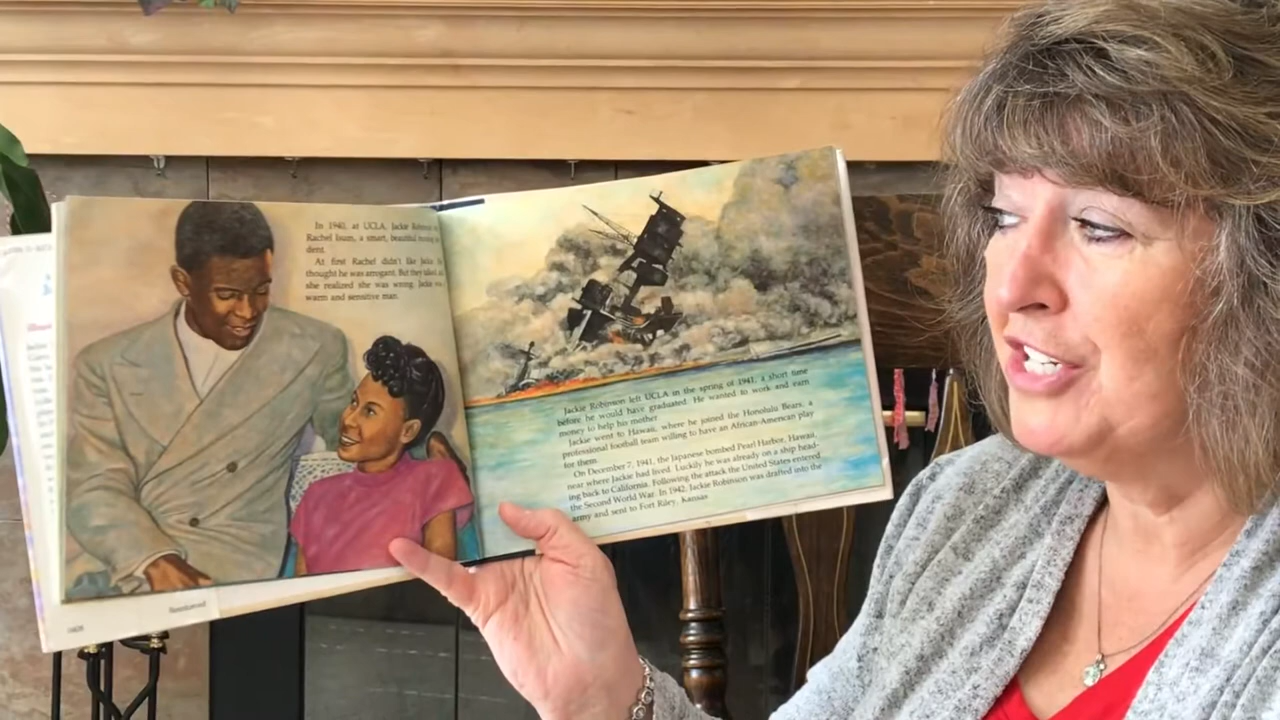 In 1940, at UCLA, Jackie Robinson
Rachel Isum, a smart, beautiful
dent.
At first Rachel didn't like
thought he was arrogant. But they talked
she realized she was wrong. Jackie
warm and sensitive man.
Jackie Robinson left UCLA in the spring of 1941, a short time
before he would have graduated. He wanted to work and earn
money to help his mother.
Jackie went to Hawaii, where he joined the Honolulu Bears, a
professional football team willing to have an African-American play
for them.
On December 7, 1941, the Japanese bombed Pearl Harbor, Hawaii,
near where Jackie had lived. Luckily he was already on a ship head-
ing back to California. Following the attack the United States entered
the Second World War. In 1942, Jackie Robinson was drafted into the
army and sent to Fort Riley, Kansas.